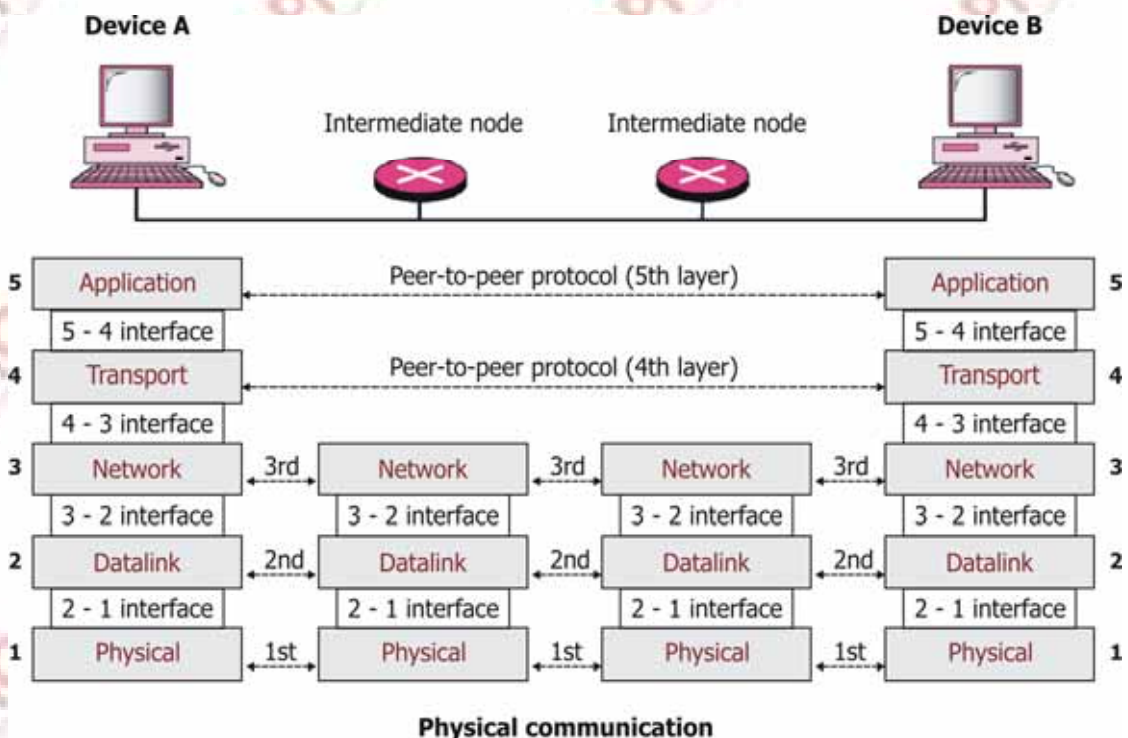 Device A
Device B
Intermediate node
Intermediate node
5
Application
Peer-to-peer protocol (5th layer)
Application
5
5 - 4 interface
5 - 4 interface
4
Transport
Peer-to-peer protocol (4th layer)
Transport
4
4 - 3 interface
4 - 3 interface
3
Network
3rd
Network
3rd
Network
3rd
Network
3
3 - 2 interface
3 - 2 interface
3 - 2 interface
3 - 2 interface
2
Datalink
2nd
Datalink
2nd
Datalink
2nd
Datalink
2
2 - 1 interface
2 - 1 interface
2 - 1 interface
2 - 1 interface
1
Physical
1st
Physical
1st
Physical
1st
Physical
1
Physical communication